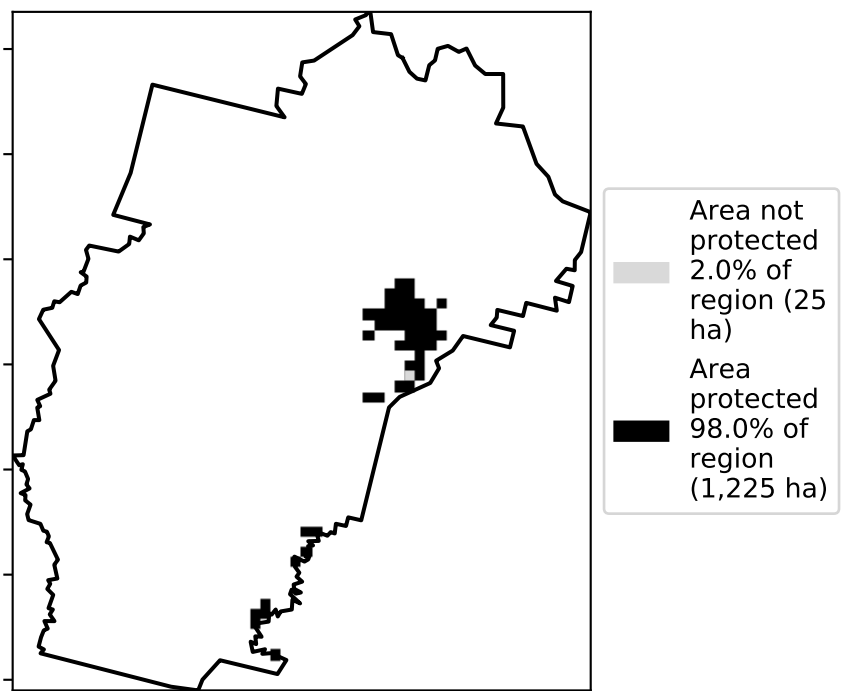 Area not
protected
2.0% of
region (25
ha)
Area
protected
98.0% of
region
(1,225 ha)